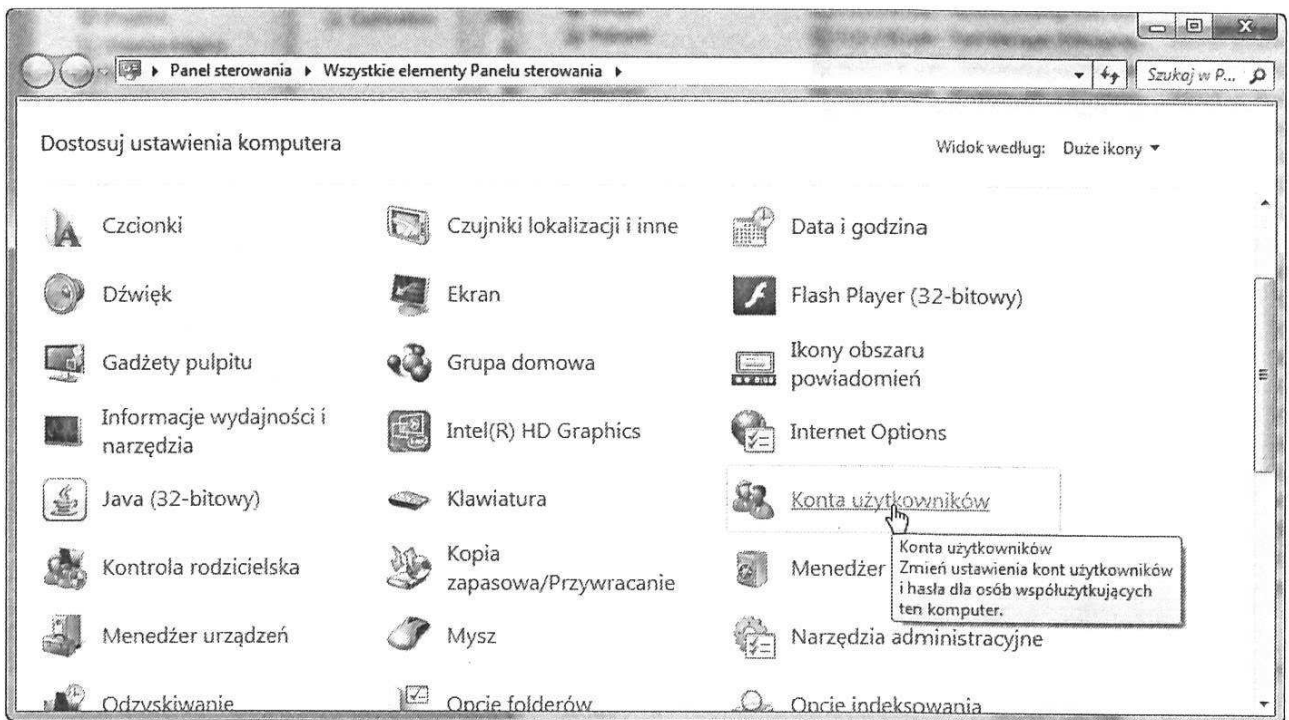 Panel sterowania
Wszystkie elementy Panelu sterowania
Szukaj w P...
Dostosuj ustawienia komputera
Widok według: Duże ikony
Czcionki
Czujniki lokalizacji i inne
Data i godzina
Dźwięk
Ekran
Flash Player (32-bitowy)
Gadżety pulpitu
Grupa domowa
Ikony obszaru
powiadomień
Informacje wydajności i
narzędzia
Intel(R) HD Graphics
Internet Options
Java (32-bitowy)
Klawiatura
Konta użytkowników
Konta użytkowników
Zmień ustawienia kont użytkowników
i hasła dla osób współużytkujących
ten komputer.
Kontrola rodzicielska
Kopia
zapasowa/Przywracanie
Menedżer
Menedżer urządzeń
Mysz
Narzędzia administracyjne
Odzyskiwanie
Opcje folderów
Opcje indeksowania